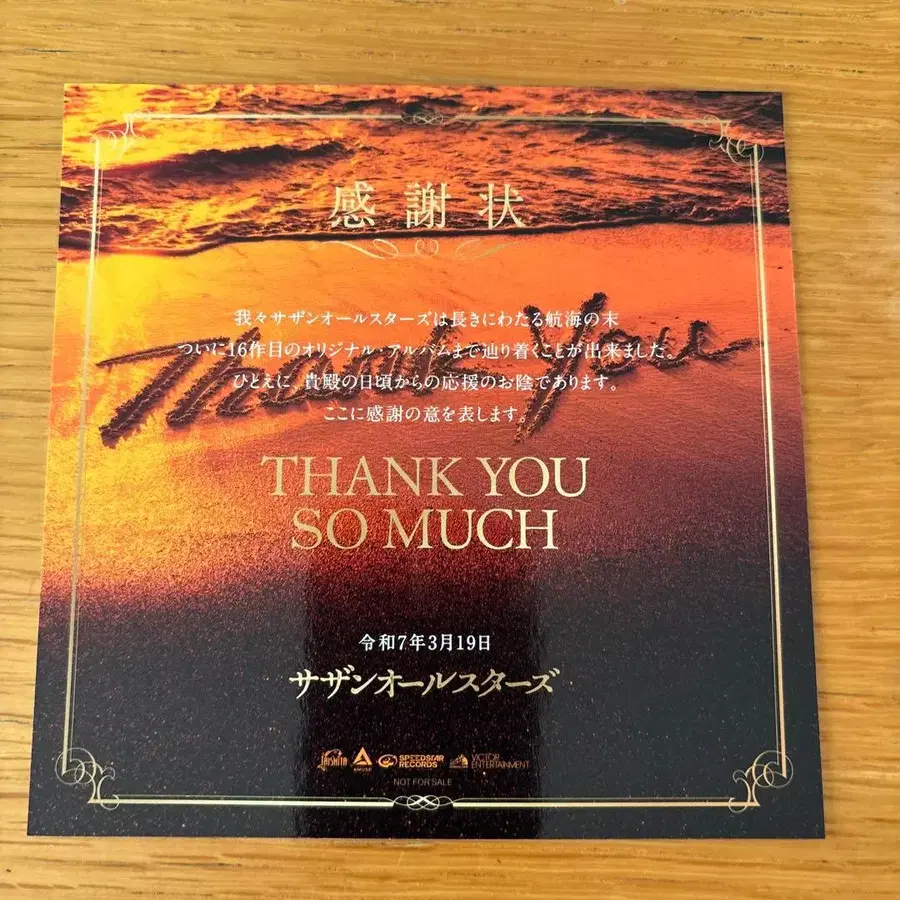 感謝状
我々サザンオールスターズは長きにわたる航海の末
ついに16作目のオリジナル・アルバムまで辿り着くことが出来ました。
ひとえに、貴殿の日頃からの応援のお陰であります。
ここに感謝の意を表します。
Thank You
THANK YOU
SO MUCH
令和7年3月19日
サザンオールスターズ
TAISHITA AMUSE SPEEDSTAR RECORDS VICTOR ENTERTAINMENT
NOT FOR SALE